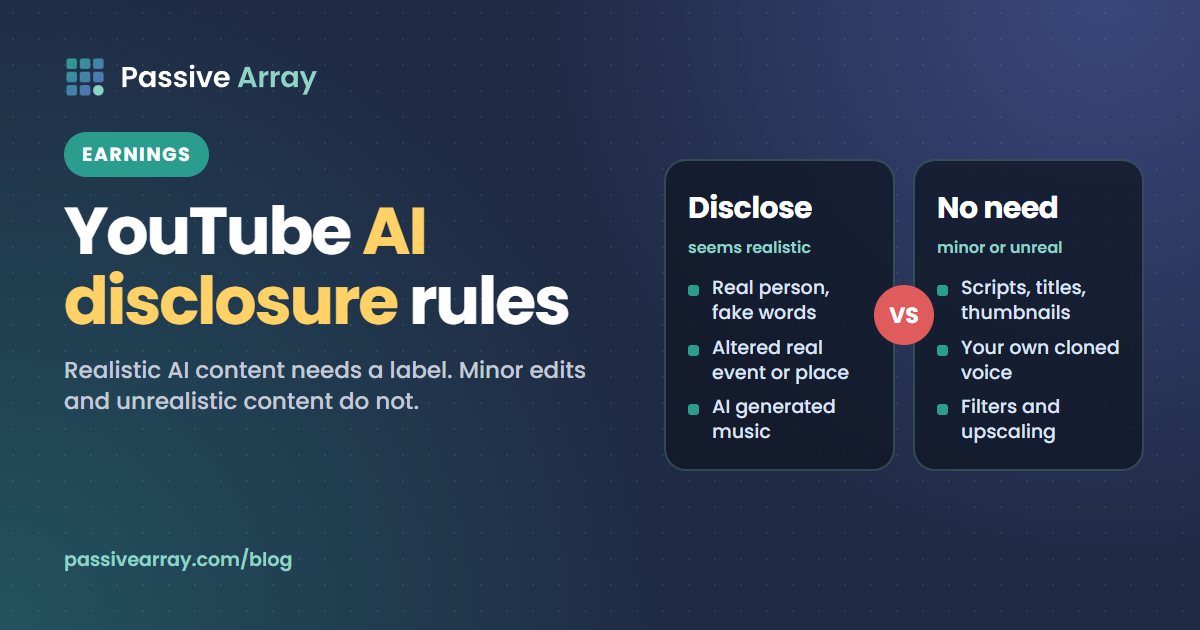 Passive Array
EARNINGS
YouTube AI
disclosure rules
Realistic AI content needs a label. Minor edits
and unrealistic content do not.
passivearray.com/blog
Disclose
seems realistic
Real person,
fake words
Altered real
event or place
AI generated
music
VS
No need
minor or unreal
Scripts, titles,
thumbnails
Your own cloned
voice
Filters and
upscaling